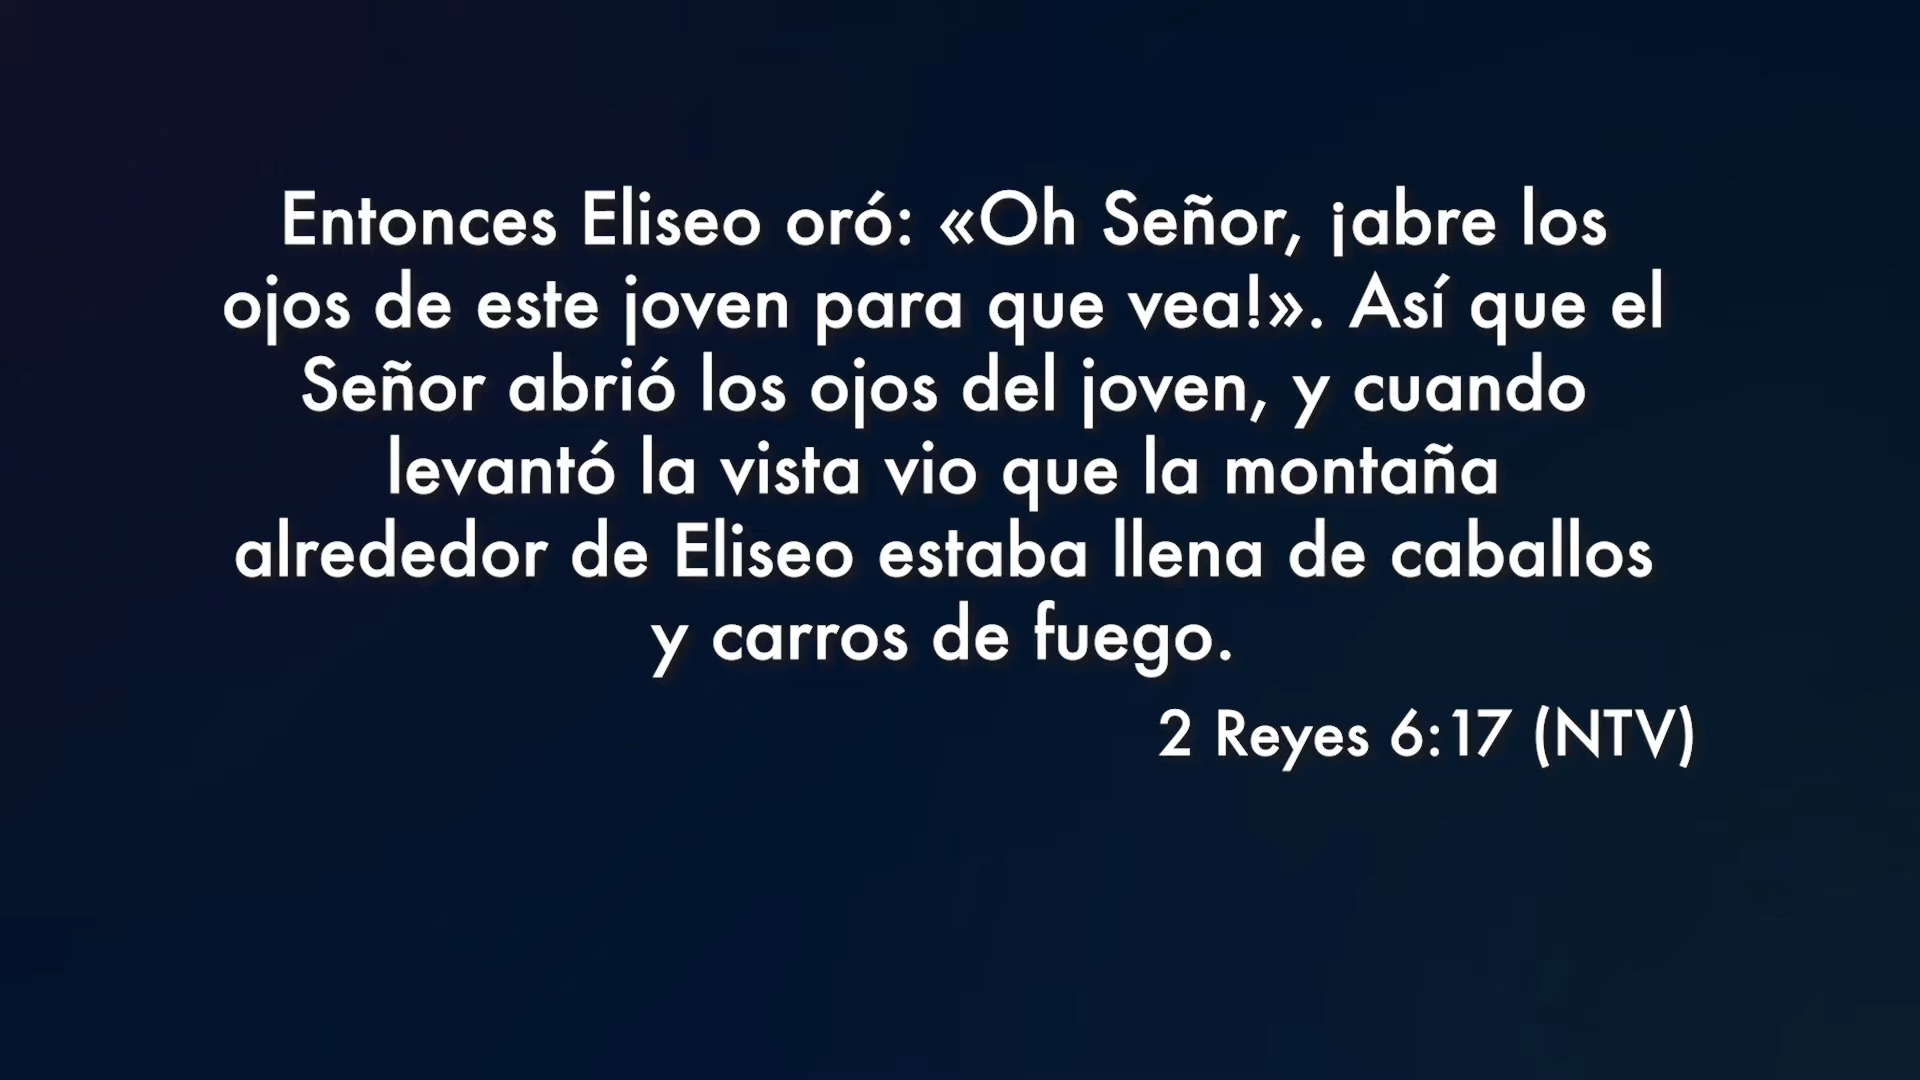 Entonces Eliseo oró: «Oh Señor, ¡abre los
ojos de este joven para que vea!». Así que el
Señor abrió los ojos del joven, y cuando
levantó la vista vio que la montaña
alrededor de Eliseo estaba llena de caballos
y carros de fuego.
2 Reyes 6:17 (NTV)